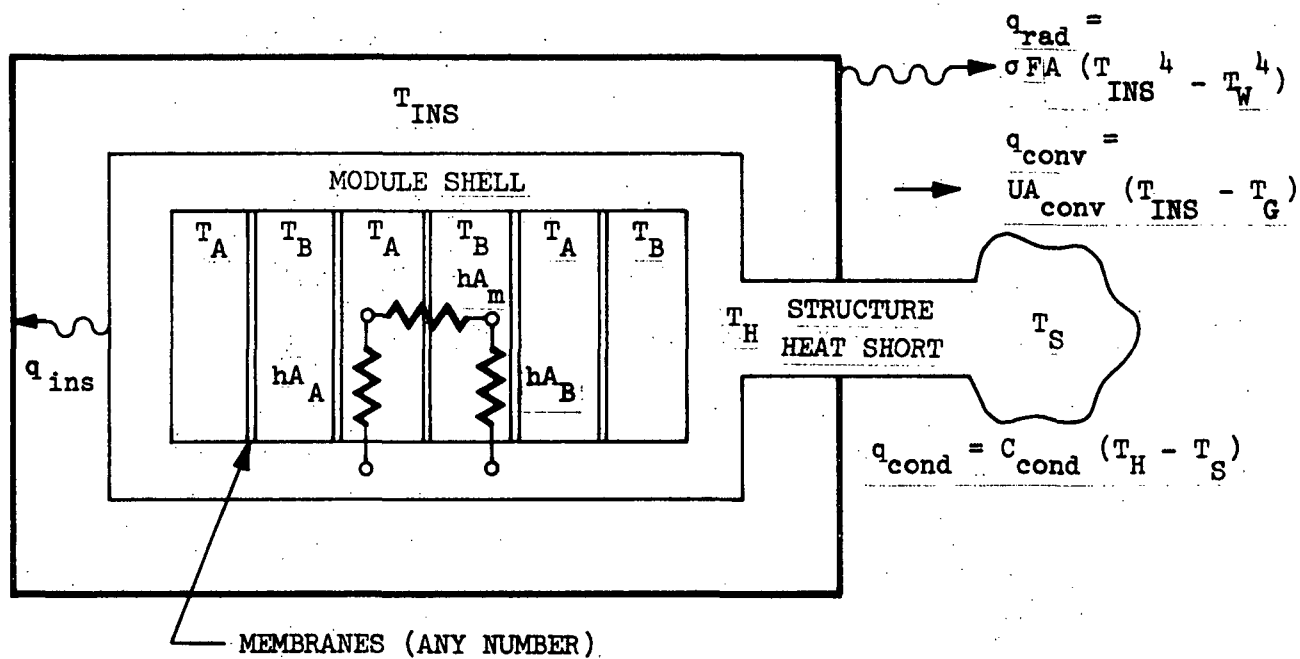 q_rad =
σFA (T_INS^4 - T_W^4)
T_INS
q_conv =
UA_conv (T_INS - T_G)
MODULE SHELL
T_A T_B T_A T_B T_A T_B
hA_m
T_H STRUCTURE HEAT SHORT
T_S
q_ins
hA_A
hA_B
q_cond = C_cond (T_H - T_S)
MEMBRANES (ANY NUMBER)